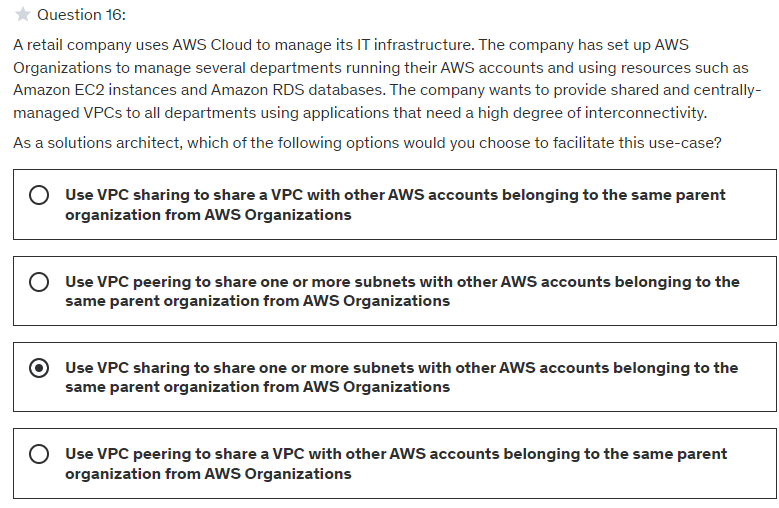 Question 16:
A retail company uses AWS Cloud to manage its IT infrastructure. The company has set up AWS
Organizations to manage several departments running their AWS accounts and using resources such as
Amazon EC2 instances and Amazon RDS databases. The company wants to provide shared and centrally-
managed VPCs to all departments using applications that need a high degree of interconnectivity.
As a solutions architect, which of the following options would you choose to facilitate this use-case?
Use VPC sharing to share a VPC with other AWS accounts belonging to the same parent
organization from AWS Organizations
Use VPC peering to share one or more subnets with other AWS accounts belonging to the
same parent organization from AWS Organizations
Use VPC sharing to share one or more subnets with other AWS accounts belonging to the
same parent organization from AWS Organizations
Use VPC peering to share a VPC with other AWS accounts belonging to the same parent
organization from AWS Organizations